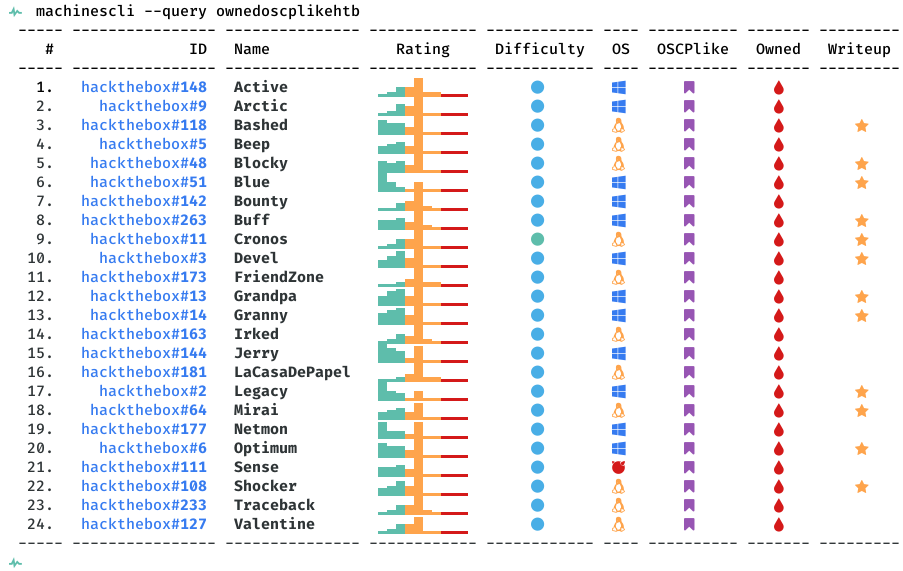 machinescli --query ownedoscplikehtb
# ID Name Rating Difficulty OS OSCPlike Owned Writeup
1. hackthebox#148 Active
2. hackthebox#9 Arctic
3. hackthebox#118 Bashed
4. hackthebox#5 Beep
5. hackthebox#48 Blocky
6. hackthebox#51 Blue
7. hackthebox#142 Bounty
8. hackthebox#263 Buff
9. hackthebox#11 Cronos
10. hackthebox#3 Devel
11. hackthebox#173 FriendZone
12. hackthebox#13 Grandpa
13. hackthebox#14 Granny
14. hackthebox#163 Irked
15. hackthebox#144 Jerry
16. hackthebox#181 LaCasaDePapel
17. hackthebox#2 Legacy
18. hackthebox#64 Mirai
19. hackthebox#177 Netmon
20. hackthebox#6 Optimum
21. hackthebox#111 Sense
22. hackthebox#108 Shocker
23. hackthebox#233 Traceback
24. hackthebox#127 Valentine